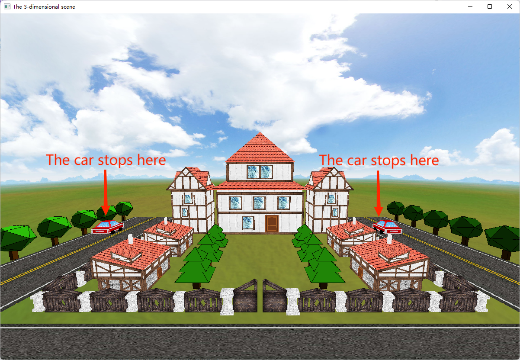 The 3-dimensional scene
The car stops here
The car stops here